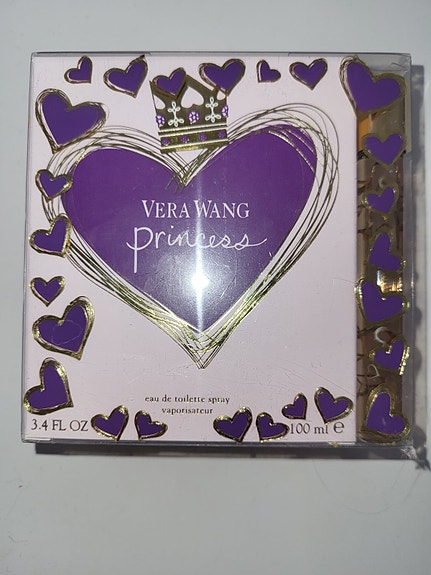 VERA WANG
princess
eau de toilette spray
vaporisateur
3.4 FL OZ
100 ml ℮